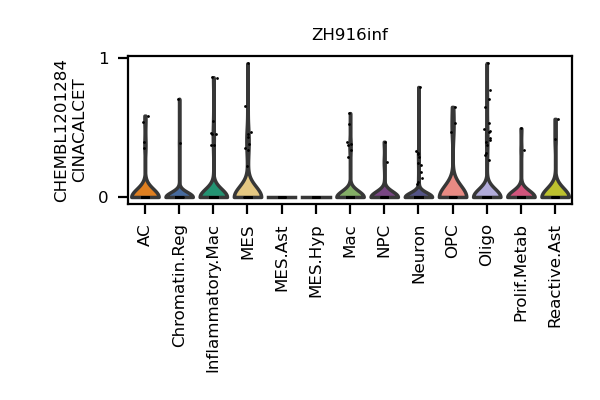 ZH916inf
CHEMBL1201284
CINACALCET
1
0
AC
Chromatin.Reg
Inflammatory.Mac
MES
MES.Ast
MES.Hyp
Mac
NPC
Neuron
OPC
Oligo
Prolif.Metab
Reactive.Ast